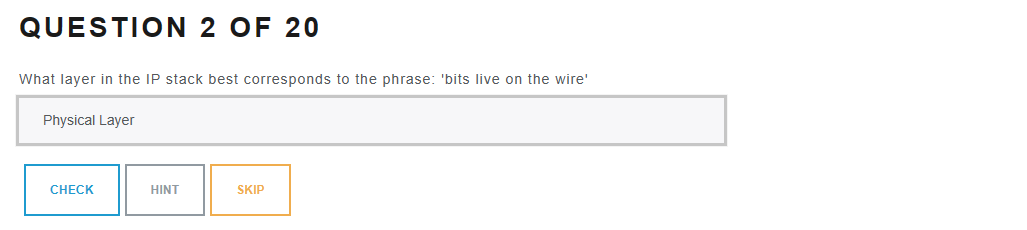 QUESTION 2 OF 20
What layer in the IP stack best corresponds to the phrase: 'bits live on the wire'
Physical Layer
CHECK HINT SKIP